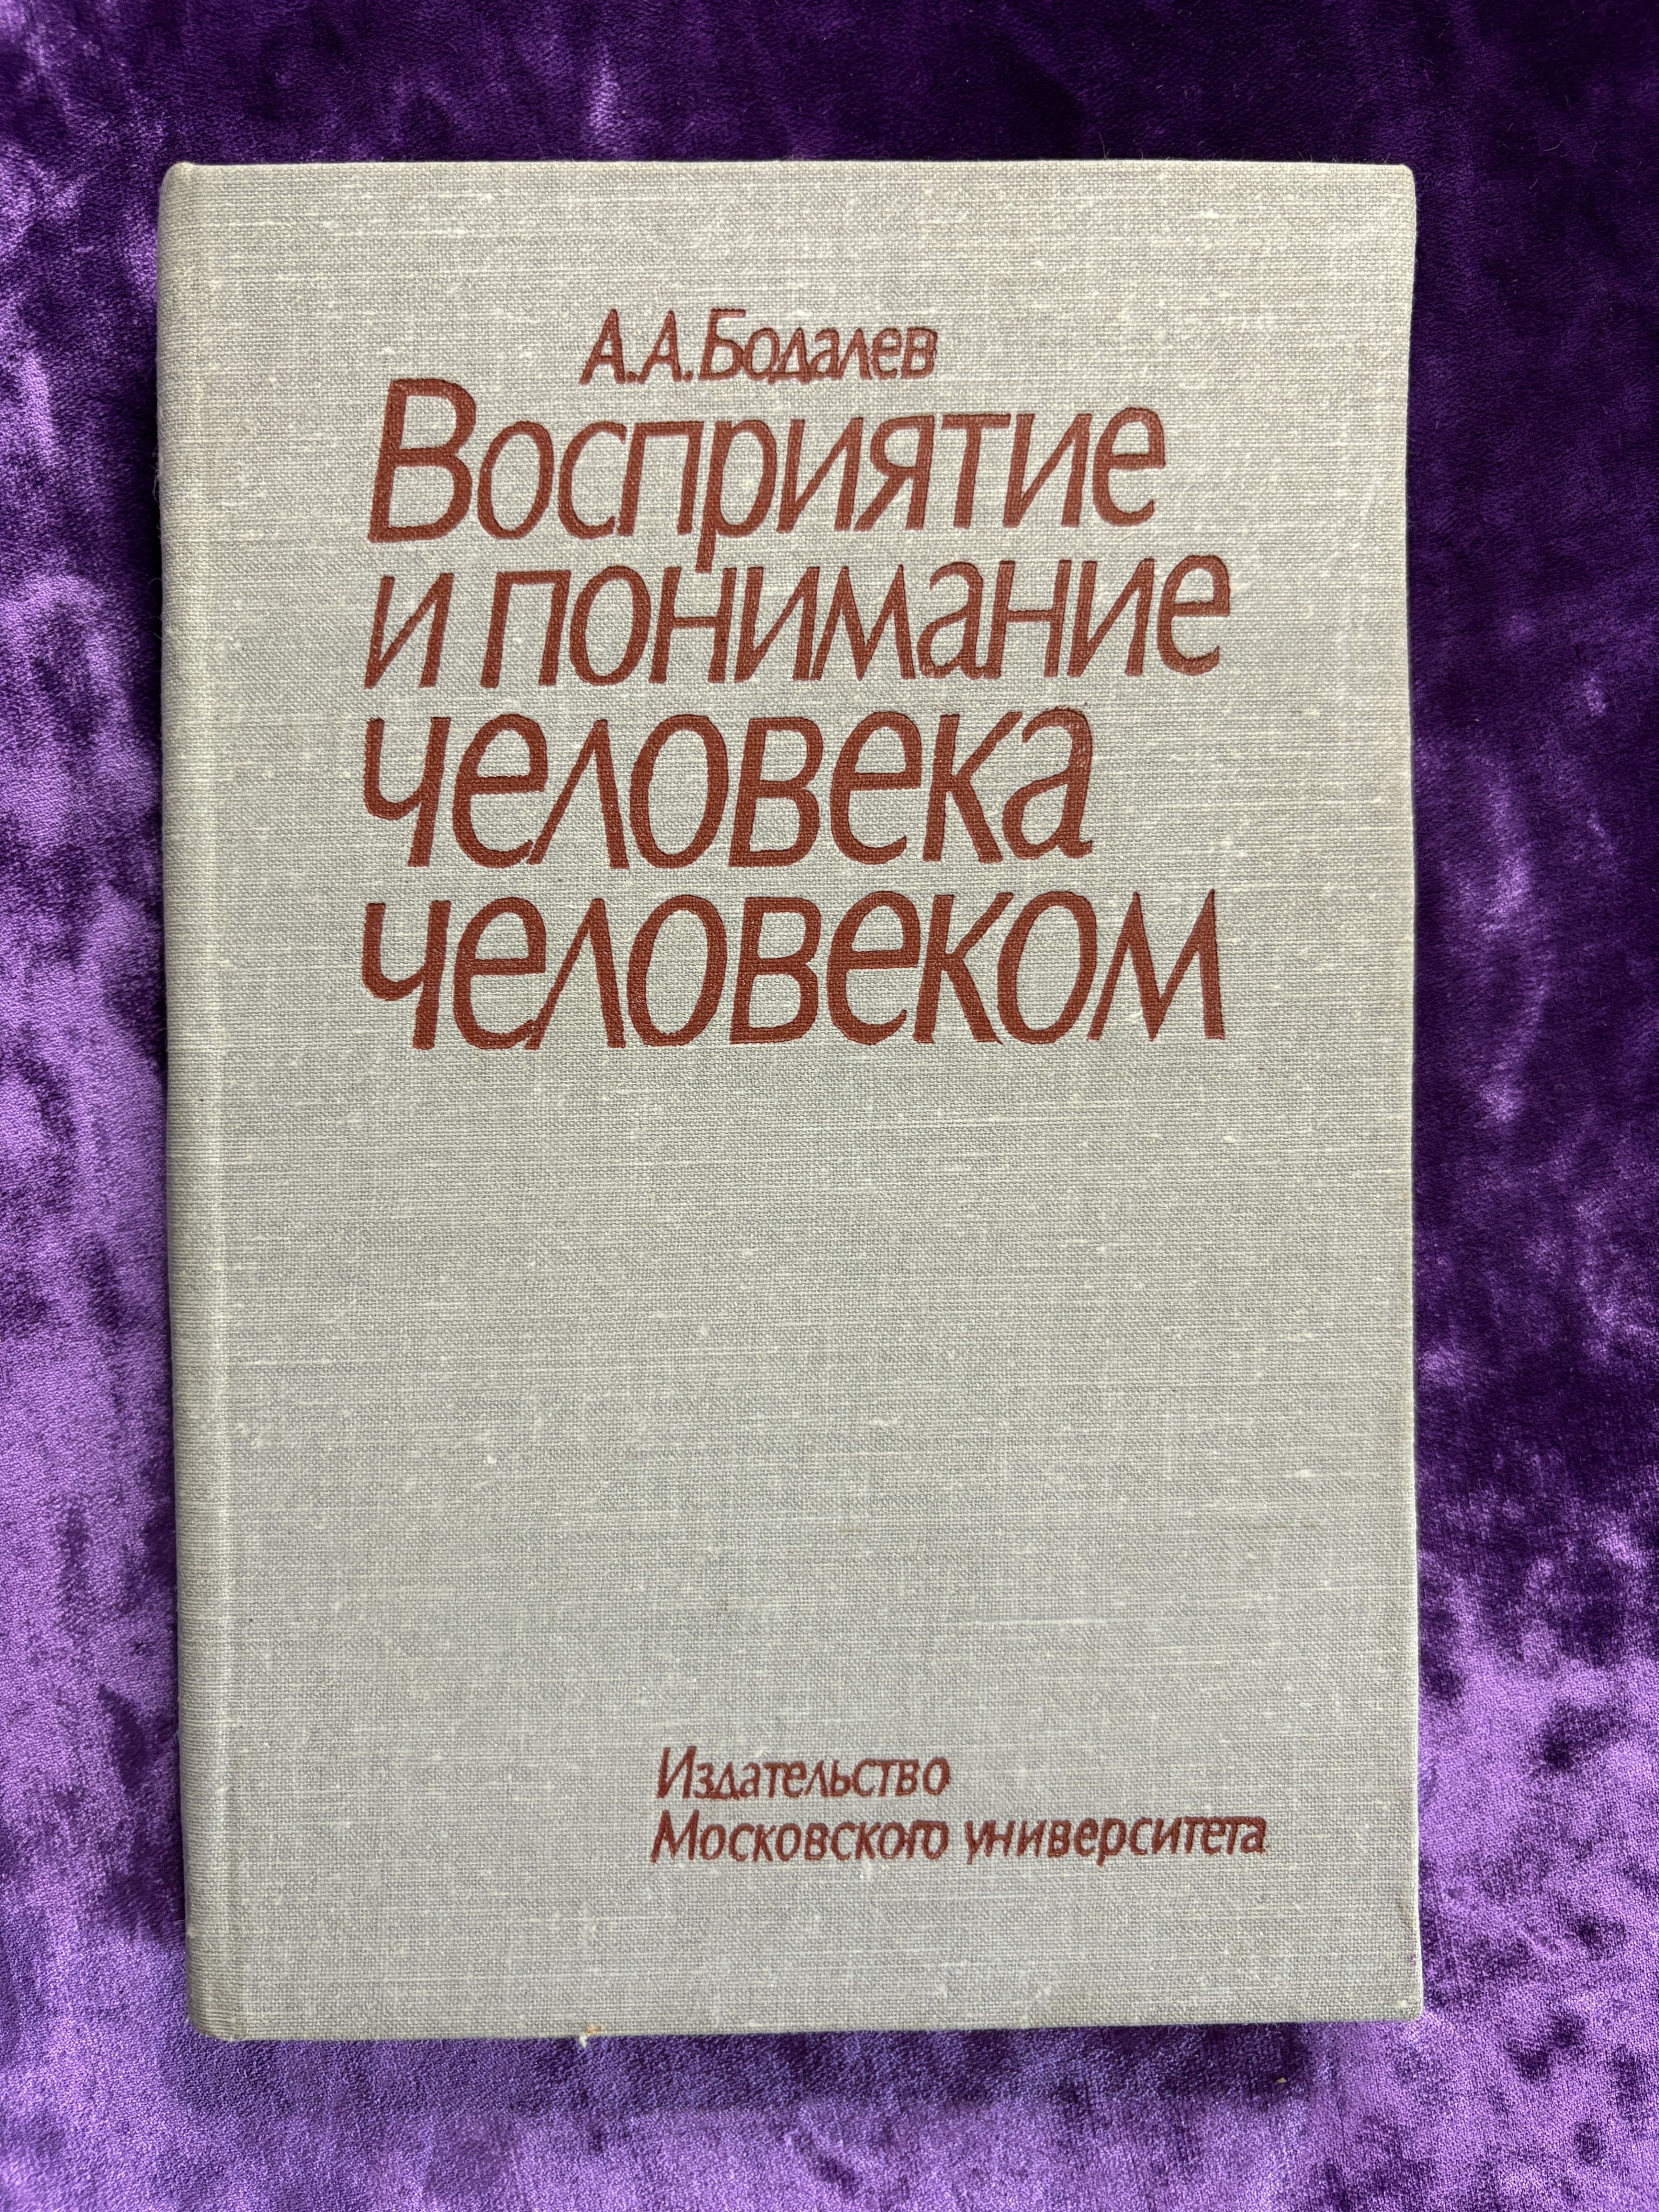 А.А.Бодалев
Восприятие
и понимание
человека
человеком
Издательство
Московского университета